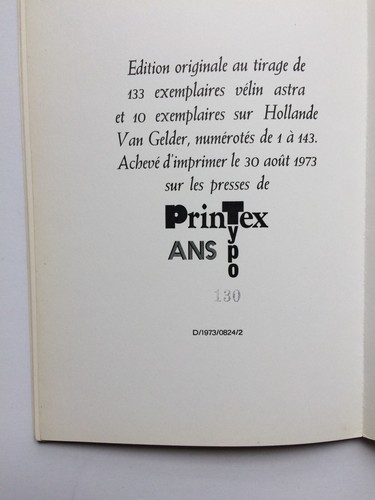 Edition originale au tirage de
133 exemplaires vélin astra
et 10 exemplaires sur Hollande
Van Gelder, numérotés de 1 à 143.
Achevé d'imprimer le 30 août 1973
sur les presses de
PrinTex
Typo
ANS
130
D/1973/0824/2